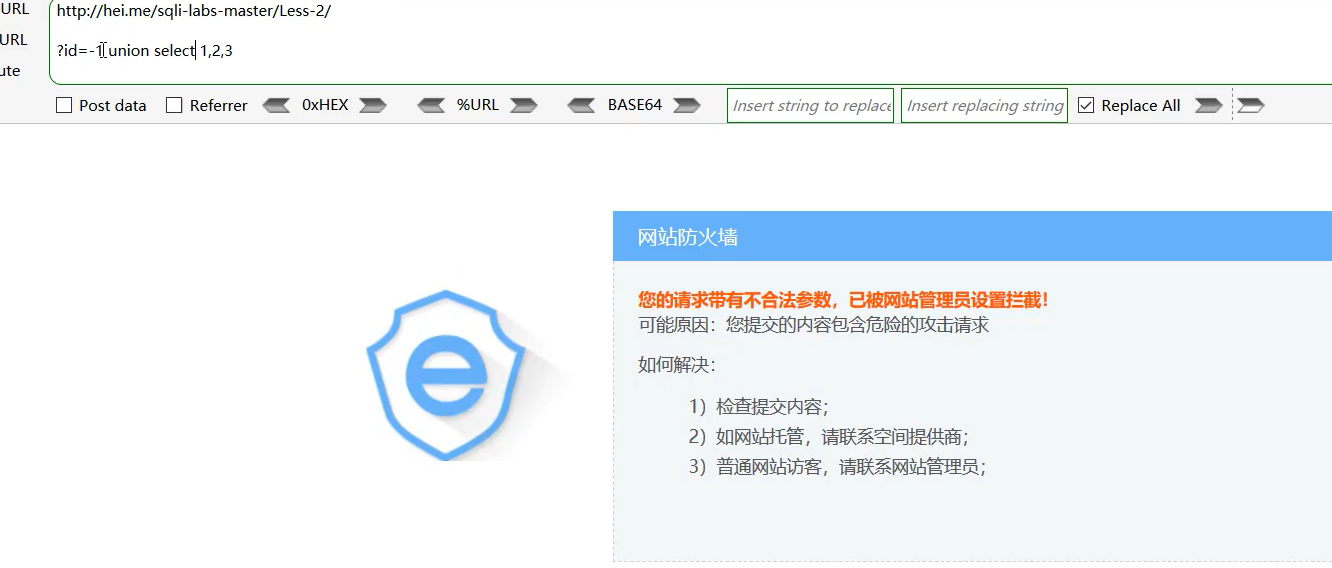 URL
http://hei.me/sqli-labs-master/Less-2/
URL
?id=-1 union select 1,2,3
ute
Post data Referrer 0xHEX %URL BASE64 Insert string to replace Insert replacing string Replace All
网站防火墙
您的请求带有不合法参数，已被网站管理员设置拦截！
可能原因：您提交的内容包含危险的攻击请求
如何解决：
1）检查提交内容；
2）如网站托管，请联系空间提供商；
3）普通网站访客，请联系网站管理员；